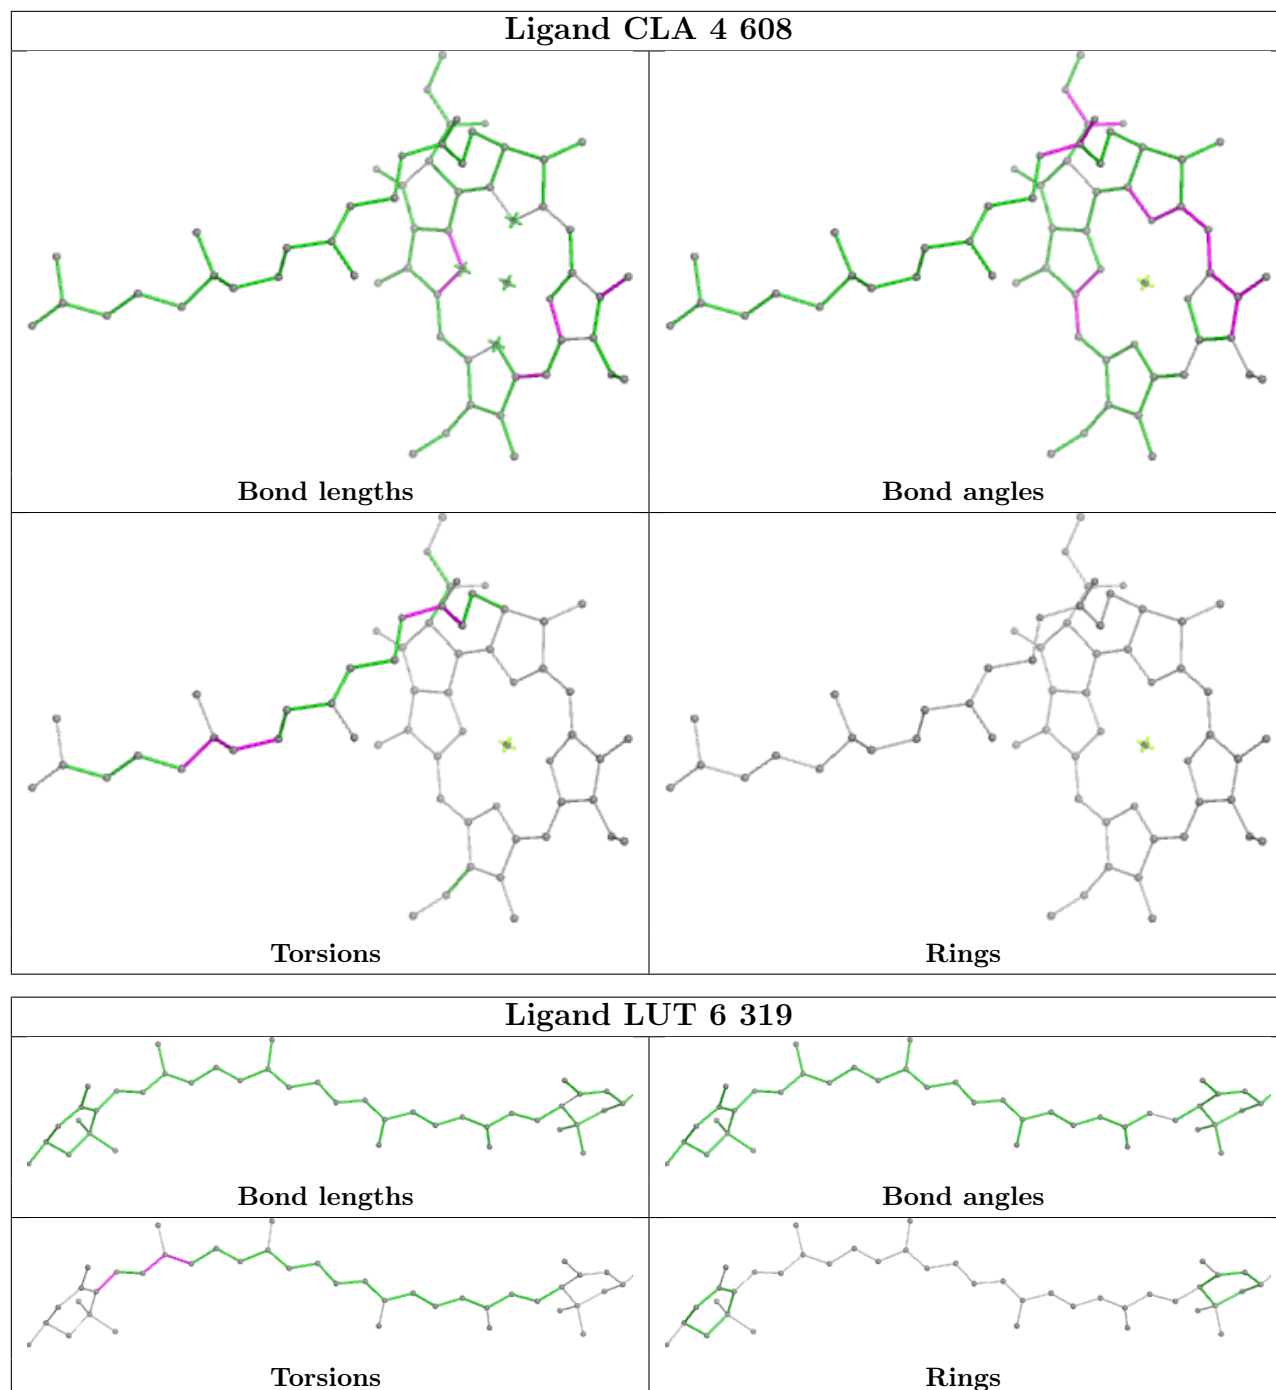 Ligand CLA 4 608
Bond lengths
Bond angles
Torsions
Rings
Ligand LUT 6 319
Bond lengths
Bond angles
Torsions
Rings